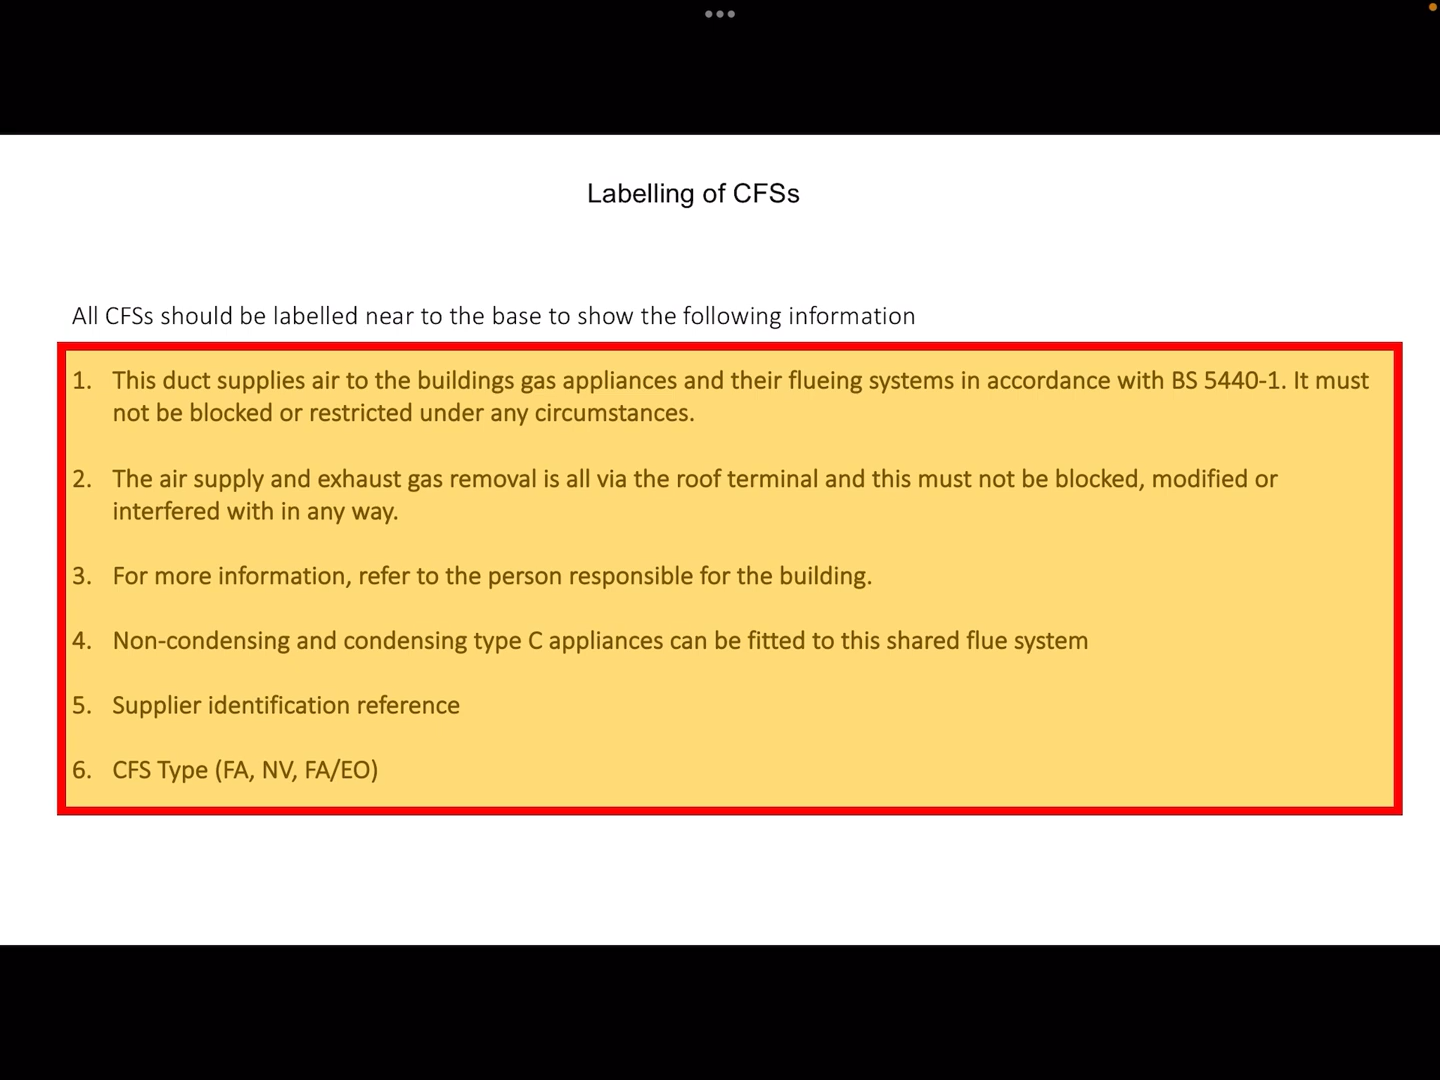 Labelling of CFSs
All CFSs should be labelled near to the base to show the following information
1. This duct supplies air to the buildings gas appliances and their flueing systems in accordance with BS 5440-1. It must
not be blocked or restricted under any circumstances.
2. The air supply and exhaust gas removal is all via the roof terminal and this must not be blocked, modified or
interfered with in any way.
3. For more information, refer to the person responsible for the building.
4. Non-condensing and condensing type C appliances can be fitted to this shared flue system
5. Supplier identification reference
6. CFS Type (FA, NV, FA/EO)